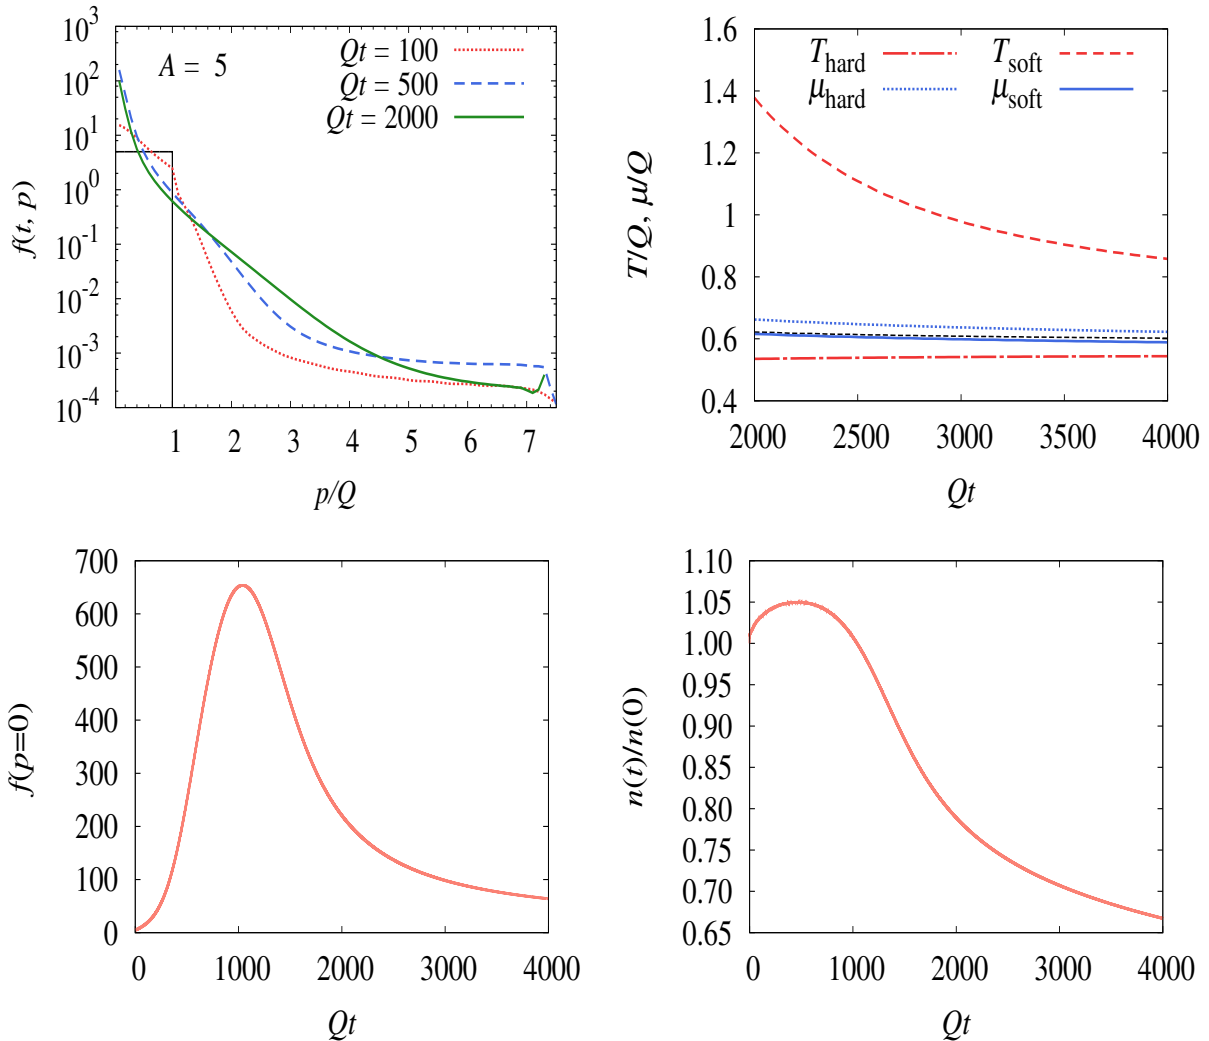 A = 5
Qt = 100
Qt = 500
Qt = 2000
10^3
10^2
10^1
10^0
10^-1
10^-2
10^-3
10^-4
f(t, p)
1 2 3 4 5 6 7
p/Q
T_hard T_soft
μ_hard μ_soft
1.6
1.4
1.2
1
0.8
0.6
0.4
T/Q, μ/Q
2000 2500 3000 3500 4000
Qt
700
600
500
400
300
200
100
0
f(p=0)
0 1000 2000 3000 4000
Qt
1.10
1.05
1.00
0.95
0.90
0.85
0.80
0.75
0.70
0.65
n(t)/n(0)
0 1000 2000 3000 4000
Qt